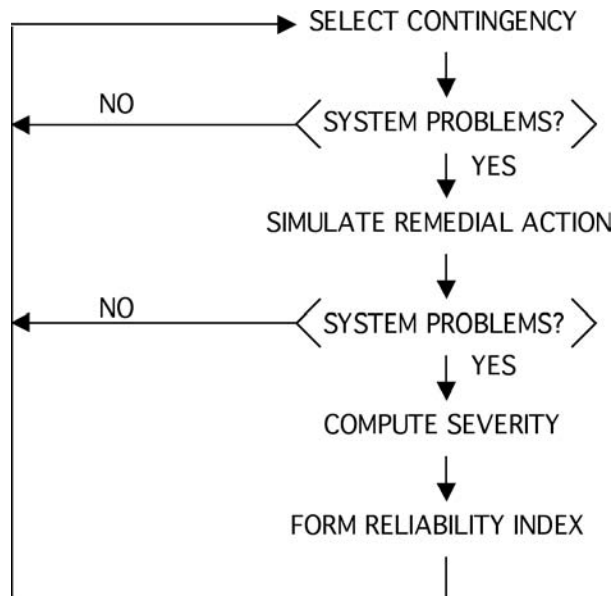 SELECT CONTINGENCY
NO
SYSTEM PROBLEMS?
YES
SIMULATE REMEDIAL ACTION
NO
SYSTEM PROBLEMS?
YES
COMPUTE SEVERITY
FORM RELIABILITY INDEX